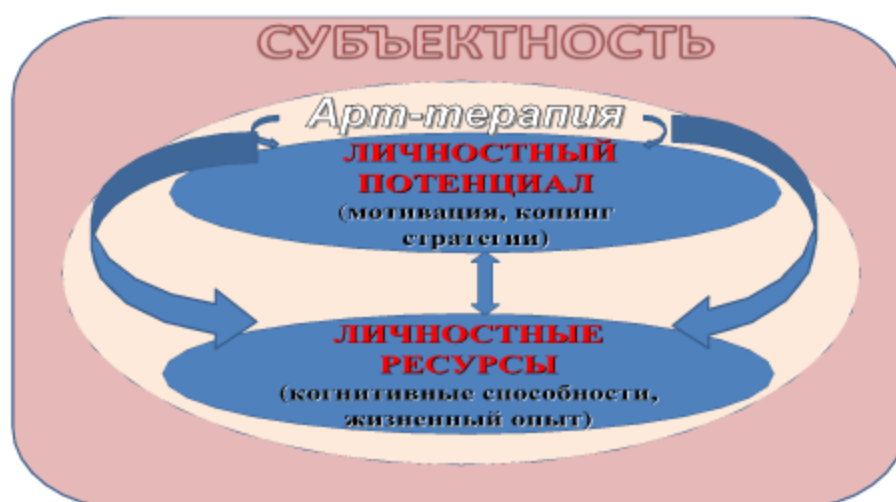 СУБЪЕКТНОСТЬ
Арт-терапия
ЛИЧНОСТНЫЙ
ПОТЕНЦИАЛ
(мотивация, копинг
стратегии)
ЛИЧНОСТНЫЕ
РЕСУРСЫ
(когнитивные способности,
жизненный опыт)